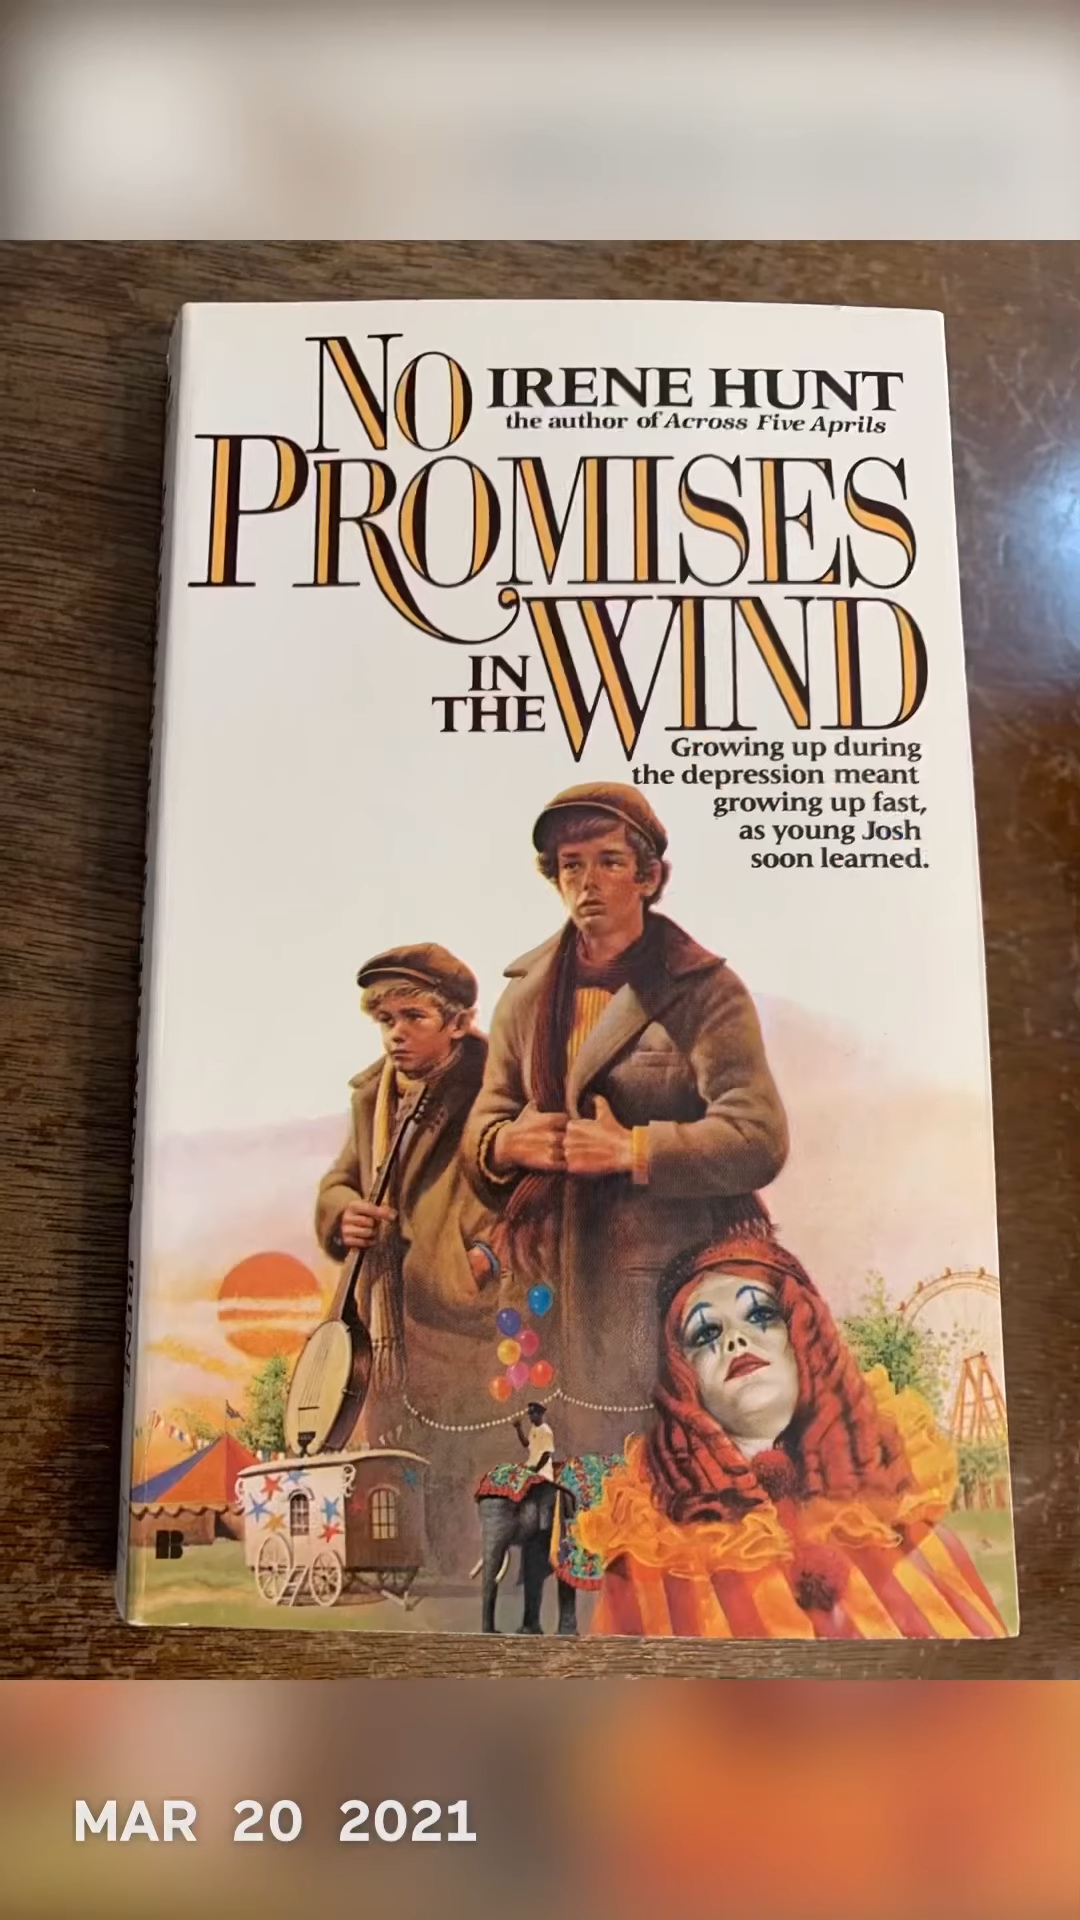 NO
IRENE HUNT
the author of Across Five Aprils
PROMISES
IN
THE
WIND
Growing up during
the depression meant
growing up fast,
as young Josh
soon learned.
B
MAR 20 2021